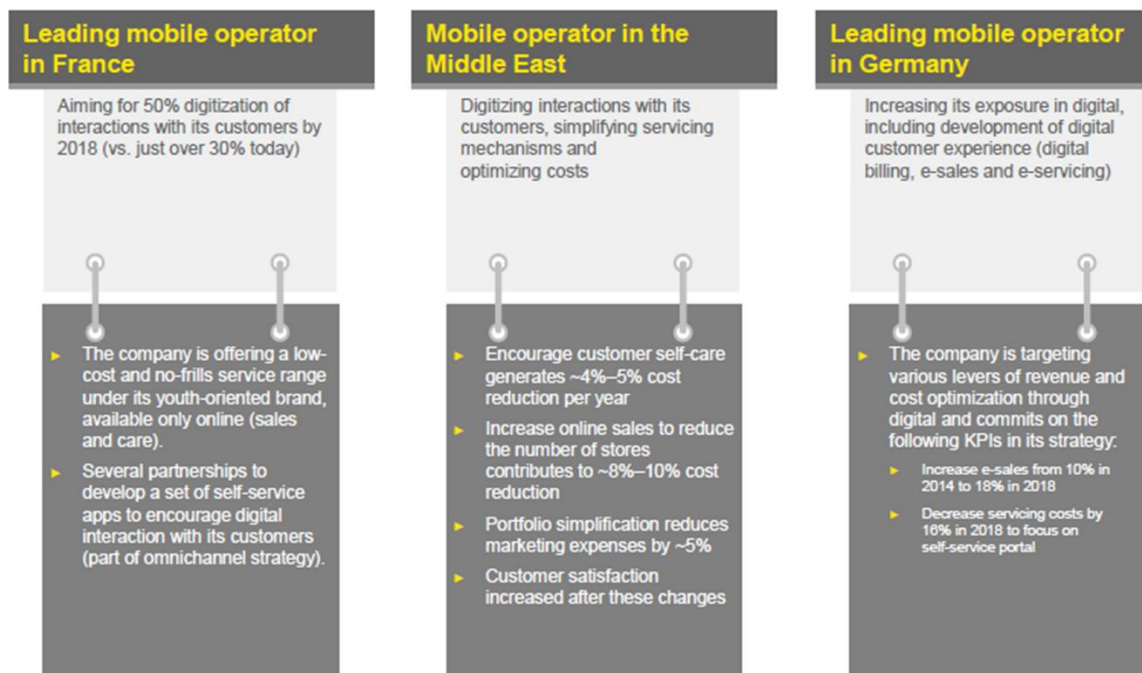 Leading mobile operator
in France
Aiming for 50% digitization of
interactions with its customers by
2018 (vs. just over 30% today)
► The company is offering a low-
cost and no-frills service range
under its youth-oriented brand,
available only online (sales
and care).
► Several partnerships to
develop a set of self-service
apps to encourage digital
interaction with its customers
(part of omnichannel strategy).
Mobile operator in the
Middle East
Digitizing interactions with its
customers, simplifying servicing
mechanisms and
optimizing costs
► Encourage customer self-care
generates ~4%–5% cost
reduction per year
► Increase online sales to reduce
the number of stores
contributes to ~8%–10% cost
reduction
► Portfolio simplification reduces
marketing expenses by ~5%
► Customer satisfaction
increased after these changes
Leading mobile operator
in Germany
Increasing its exposure in digital,
including development of digital
customer experience (digital
billing, e-sales and e-servicing)
► The company is targeting
various levers of revenue and
cost optimization through
digital and commits on the
following KPIs in its strategy:
► Increase e-sales from 10% in
2014 to 18% in 2018
► Decrease servicing costs by
16% in 2018 to focus on
self-service portal